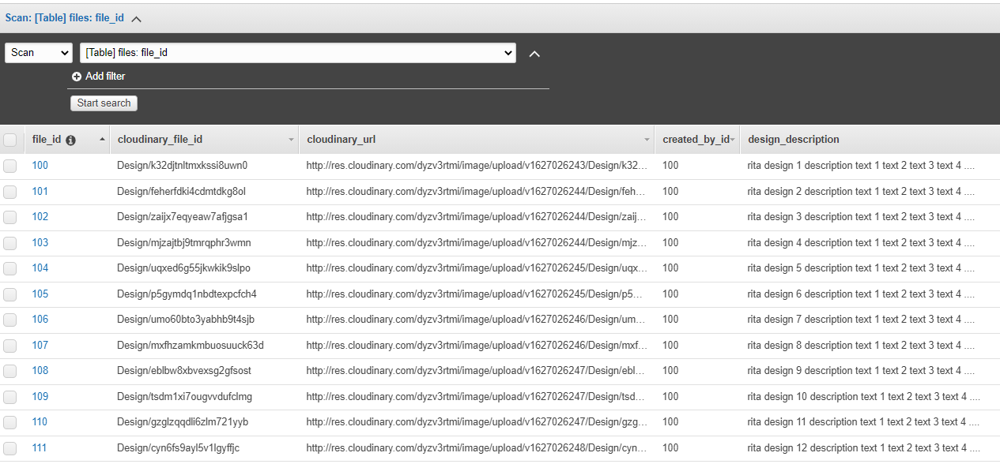 Scan: [Table] files: file_id
Scan [Table] files: file_id
Add filter
Start search
file_id cloudinary_file_id cloudinary_url created_by_id design_description
100 Design/k32djtnltmxkssi8uwn0 http://res.cloudinary.com/dyzv3rtmi/image/upload/v1627026243/Design/k32... 100 rita design 1 description text 1 text 2 text 3 text 4 ....
101 Design/feherfdki4cdmtdkg8ol http://res.cloudinary.com/dyzv3rtmi/image/upload/v1627026244/Design/feh... 100 rita design 2 description text 1 text 2 text 3 text 4 ....
102 Design/zaijx7eqyeaw7afjgsa1 http://res.cloudinary.com/dyzv3rtmi/image/upload/v1627026244/Design/zaij... 100 rita design 3 description text 1 text 2 text 3 text 4 ....
103 Design/mjzajtbj9tmrqphr3wmn http://res.cloudinary.com/dyzv3rtmi/image/upload/v1627026244/Design/mjz... 100 rita design 4 description text 1 text 2 text 3 text 4 ....
104 Design/uqxed6g55jkwkik9slpo http://res.cloudinary.com/dyzv3rtmi/image/upload/v1627026245/Design/uqx... 100 rita design 5 description text 1 text 2 text 3 text 4 ....
105 Design/p5gymdq1nbdtexpcfch4 http://res.cloudinary.com/dyzv3rtmi/image/upload/v1627026245/Design/p5... 100 rita design 6 description text 1 text 2 text 3 text 4 ....
106 Design/umo60bto3yabhb9t4sjb http://res.cloudinary.com/dyzv3rtmi/image/upload/v1627026246/Design/um... 100 rita design 7 description text 1 text 2 text 3 text 4 ....
107 Design/mxfhzamkmbuosuuck63d http://res.cloudinary.com/dyzv3rtmi/image/upload/v1627026246/Design/mxf... 100 rita design 8 description text 1 text 2 text 3 text 4 ....
108 Design/eblbw8xbvexsg2gfsost http://res.cloudinary.com/dyzv3rtmi/image/upload/v1627026247/Design/ebl... 100 rita design 9 description text 1 text 2 text 3 text 4 ....
109 Design/tsdm1xi7ougvvdufclmg http://res.cloudinary.com/dyzv3rtmi/image/upload/v1627026247/Design/tsd... 100 rita design 10 description text 1 text 2 text 3 text 4 ....
110 Design/gzglzqqdli6zlm721yyb http://res.cloudinary.com/dyzv3rtmi/image/upload/v1627026247/Design/gzg... 100 rita design 11 description text 1 text 2 text 3 text 4 ....
111 Design/cyn6fs9ayl5v1lgyffjc http://res.cloudinary.com/dyzv3rtmi/image/upload/v1627026248/Design/cyn... 100 rita design 12 description text 1 text 2 text 3 text 4 ....